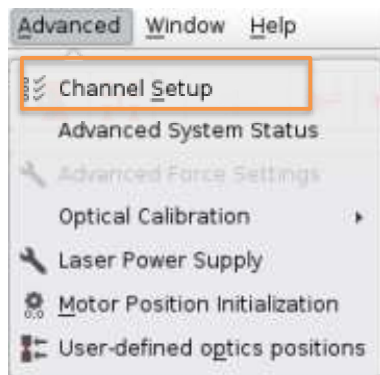 Advanced Window Help
Channel Setup
Advanced System Status
Advanced Force Settings
Optical Calibration
Laser Power Supply
Motor Position Initialization
User-defined optics positions